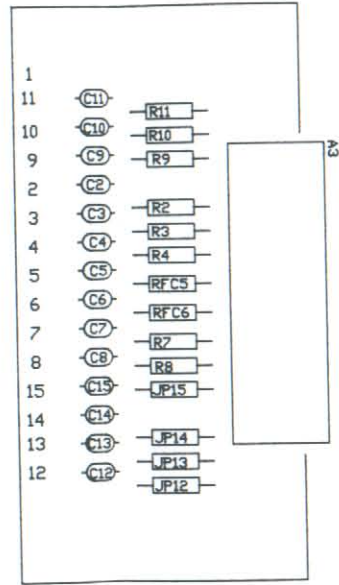 1
11 C11 R11
10 C10 R10
9 C9 R9
2 C2
3 C3 R2
4 C4 R3
5 C5 R4
6 C6 RFC5
7 C7 RFC6
8 C8 R7
15 C15 R8
14 C14 JP15
13 C13 JP14
12 C12 JP13
JP12
A3